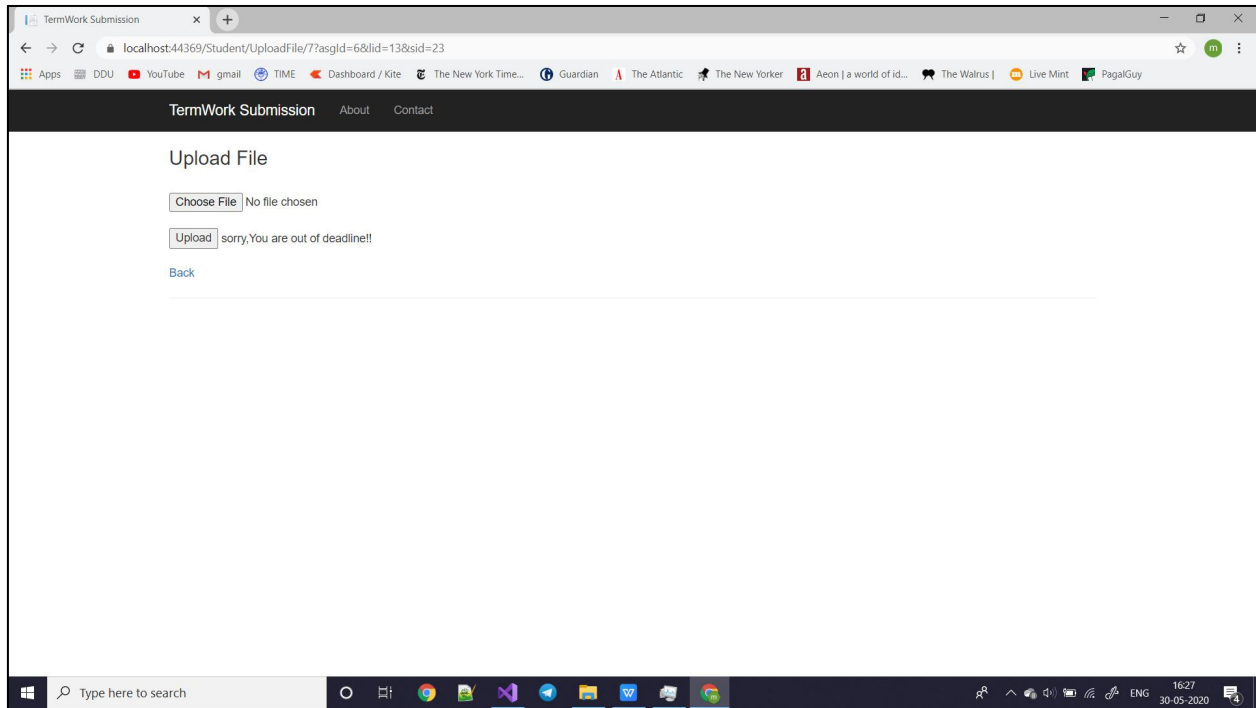 TermWork Submission
localhost:44369/Student/UploadFile/7?asgId=6&lid=13&sid=23
m
Apps DDU YouTube gmail TIME Dashboard / Kite The New York Time... Guardian The Atlantic The New Yorker Aeon | a world of id... The Walrus | Live Mint PagalGuy
TermWork Submission About Contact
Upload File
Choose File No file chosen
Upload sorry,You are out of deadline!!
Back
Type here to search ENG 16:27
30-05-2020 4